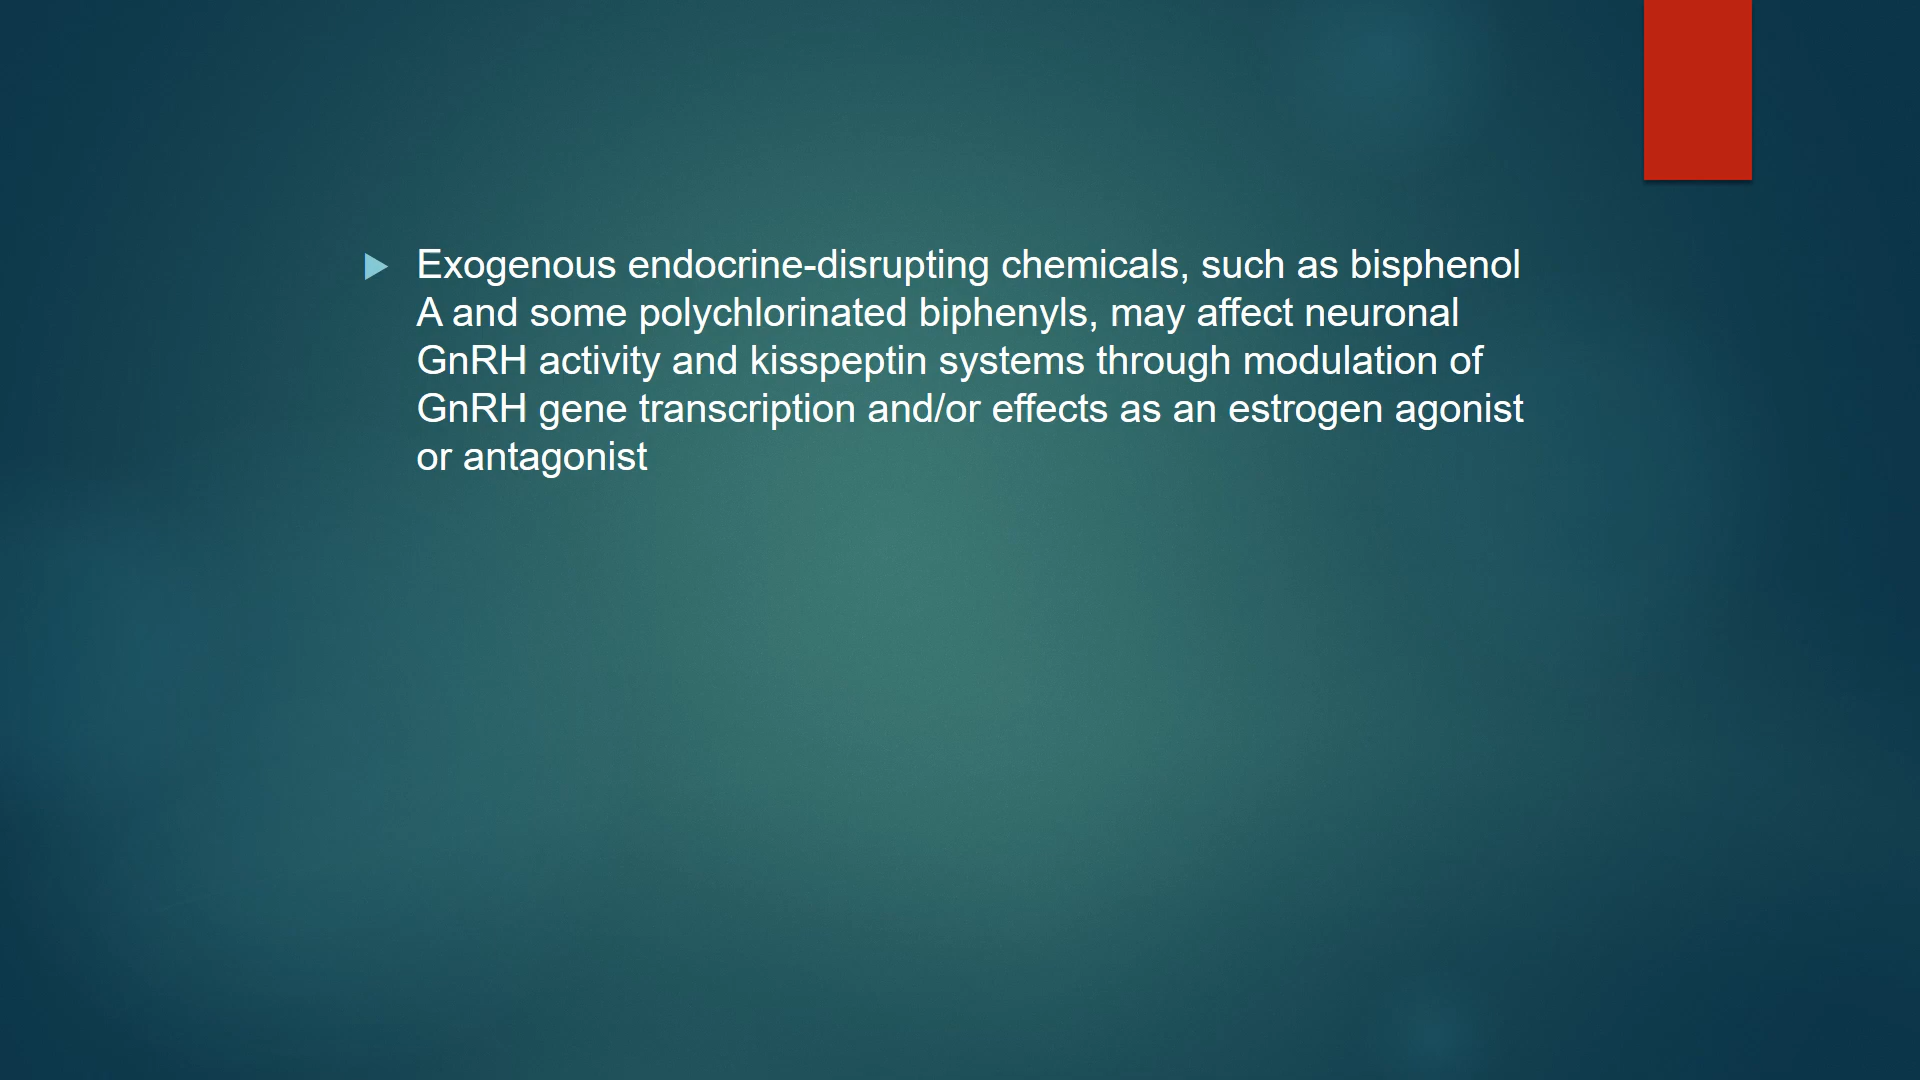 Exogenous endocrine-disrupting chemicals, such as bisphenol
A and some polychlorinated biphenyls, may affect neuronal
GnRH activity and kisspeptin systems through modulation of
GnRH gene transcription and/or effects as an estrogen agonist
or antagonist